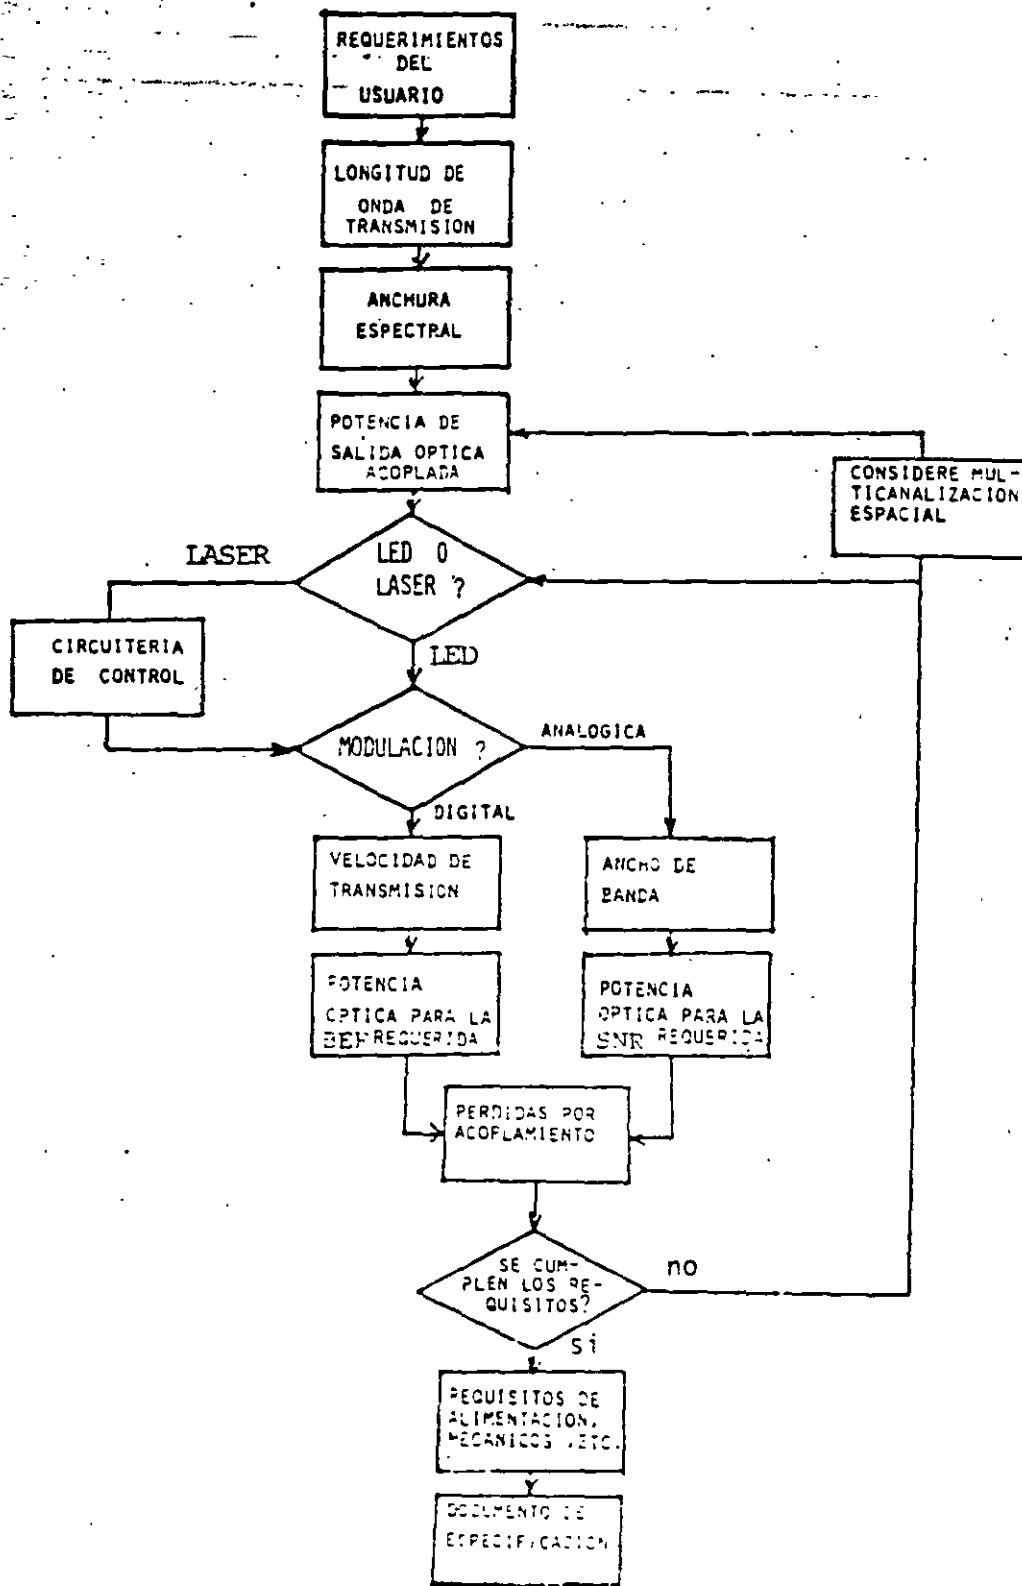 REQUERIMIENTOS
DEL
USUARIO
LONGITUD DE
ONDA DE
TRANSMISION
ANCHURA
ESPECTRAL
POTENCIA DE
SALIDA OPTICA
ACOPLADA
CONSIDERE MUL-
TICANALIZACION
ESPACIAL
LASER
LED O
LASER ?
CIRCUITERIA
DE CONTROL
LED
MODULACION ?
ANALOGICA
DIGITAL
VELOCIDAD DE
TRANSMISION
ANCHO DE
BANDA
POTENCIA
OPTICA PARA LA
REQUERIDA
POTENCIA
OPTICA PARA LA
SNR REQUERIDA
PERDIDAS POR
ACOPLAMIENTO
SE CUM-
PLEN LOS RE-
QUISITOS?
no
si
REQUISITOS DE
ALIMENTACION,
MECANICOS ,ETC.
DOCUMENTO DE
ESPECIFICACION